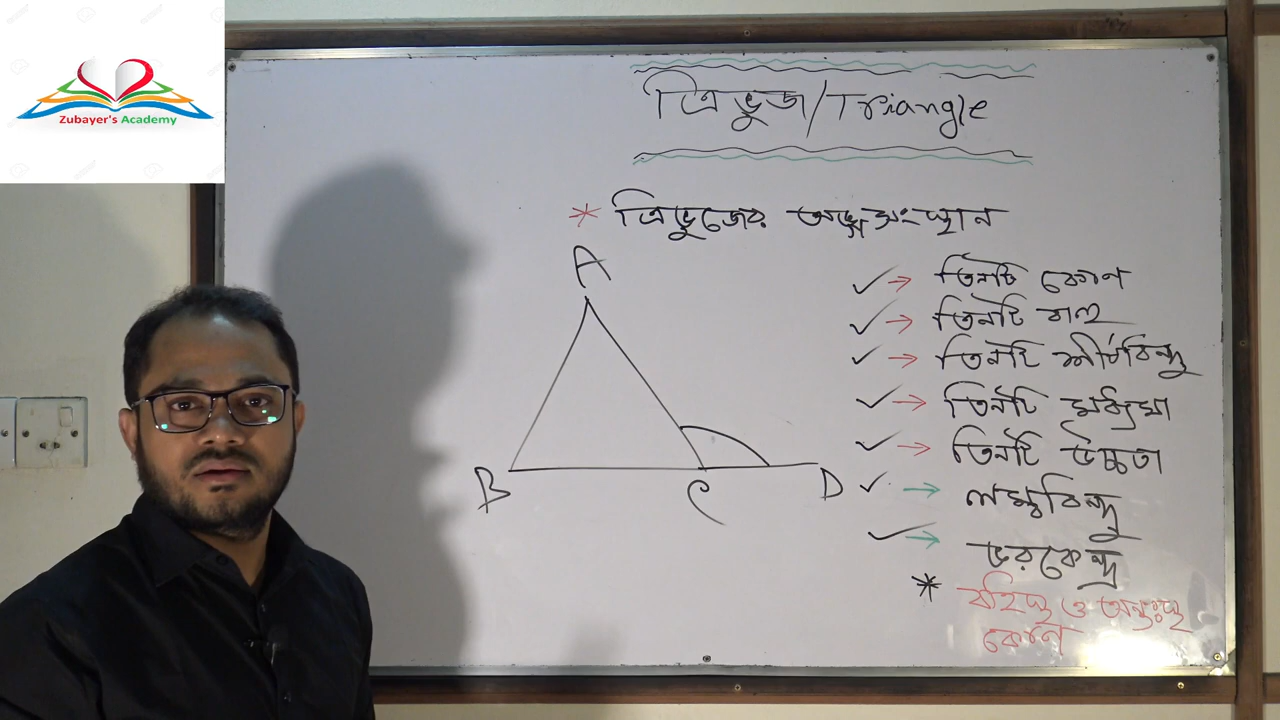 Zubayer's Academy
ত্রিভুজ/Triangle
* ত্রিভুজের অঙ্গসংস্থান
A
B
C
D
✓ → তিনটি কোণ
✓ → তিনটি বাহু
✓ → তিনটি শীর্ষবিন্দু
✓ → তিনটি মধ্যমা
✓ → তিনটি উচ্চতা
✓ → লম্ববিন্দু
✓ → ভরকেন্দ্র
* বহিঃস্থ ও অন্তঃস্থ
কোণ